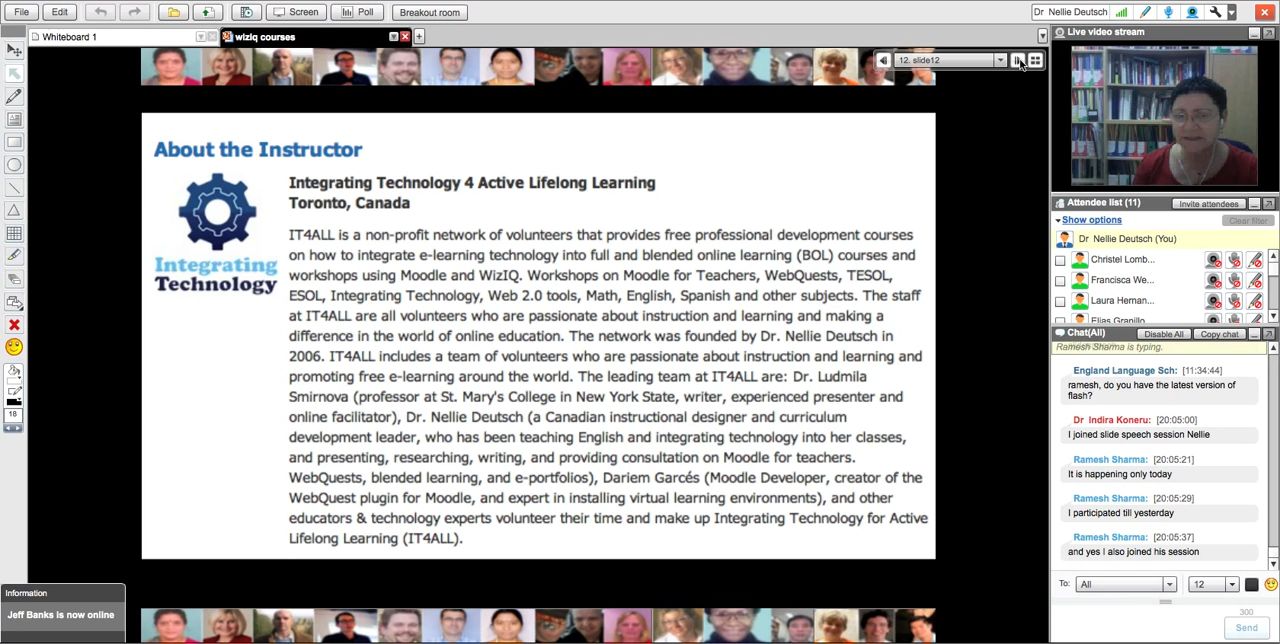 File
Edit
Screen
Poll
Breakout room
Dr Nellie Deutsch
Whiteboard 1
wiziq courses
12. slide12
About the Instructor
Integrating
Technology
Integrating Technology 4 Active Lifelong Learning
Toronto, Canada
IT4ALL is a non-profit network of volunteers that provides free professional development courses
on how to integrate e-learning technology into full and blended online learning (BOL) courses and
workshops using Moodle and WizIQ. Workshops on Moodle for Teachers, WebQuests, TESOL,
ESOL, Integrating Technology, Web 2.0 tools, Math, English, Spanish and other subjects. The staff
at IT4ALL are all volunteers who are passionate about instruction and learning and making a
difference in the world of online education. The network was founded by Dr. Nellie Deutsch in
2006. IT4ALL includes a team of volunteers who are passionate about instruction and learning and
promoting free e-learning around the world. The leading team at IT4ALL are: Dr. Ludmila
Smirnova (professor at St. Mary's College in New York State, writer, experienced presenter and
online facilitator), Dr. Nellie Deutsch (a Canadian instructional designer and curriculum
development leader, who has been teaching English and integrating technology into her classes,
and presenting, researching, writing, and providing consultation on Moodle for teachers.
WebQuests, blended learning, and e-portfolios), Dariem Garcés (Moodle Developer, creator of the
WebQuest plugin for Moodle, and expert in installing virtual learning environments), and other
educators & technology experts volunteer their time and make up Integrating Technology for Active
Lifelong Learning (IT4ALL).
18
Information
Jeff Banks is now online
Live video stream
Attendee list (11)
Invite attendees
Show options
Clear filter
Dr Nellie Deutsch (You)
Christel Lomb...
Francisca We...
Laura Hernan...
Elias Granillo
Chat(All)
Disable All
Copy chat
Ramesh Sharma is typing.
England Language Sch: [11:34:44]
ramesh, do you have the latest version of
flash?
Dr Indira Koneru: [20:05:00]
I joined slide speech session Nellie
Ramesh Sharma: [20:05:21]
It is happening only today
Ramesh Sharma: [20:05:29]
I participated till yesterday
Ramesh Sharma: [20:05:37]
and yes I also joined his session
To:
All
12
300
Send